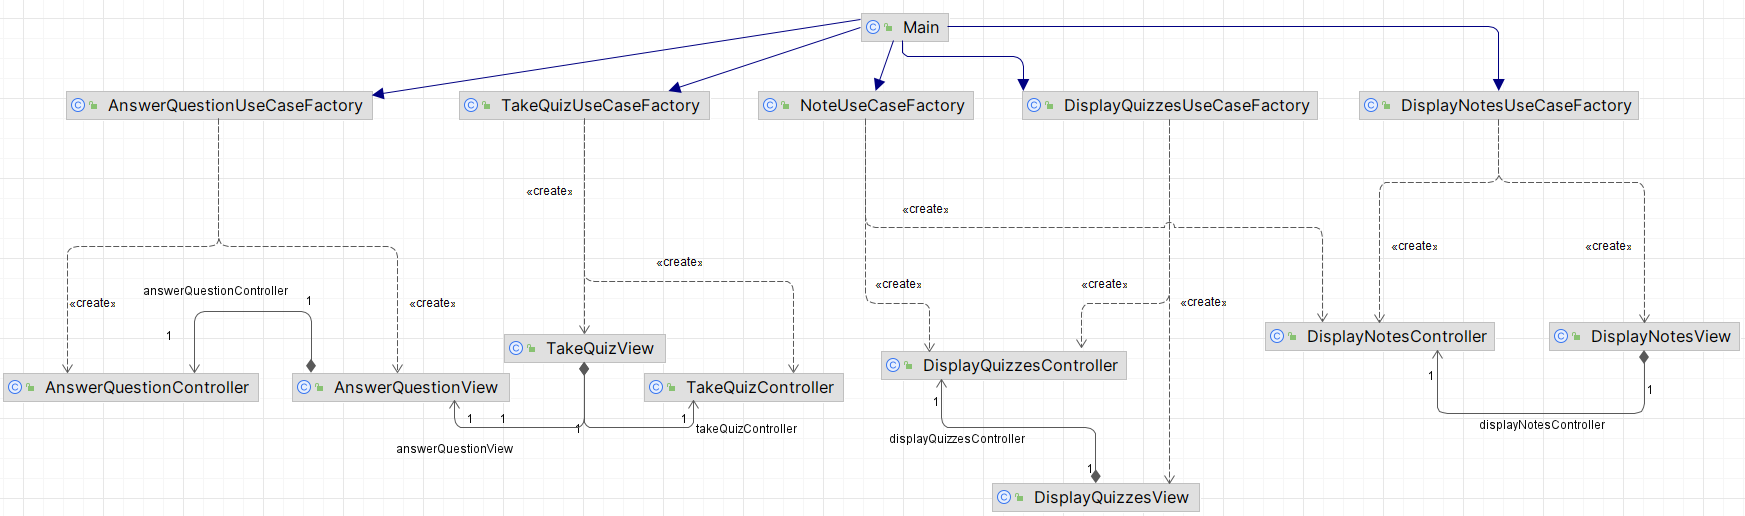 Main
AnswerQuestionUseCaseFactory
TakeQuizUseCaseFactory
NoteUseCaseFactory
DisplayQuizzesUseCaseFactory
DisplayNotesUseCaseFactory
«create»
«create»
«create»
«create»
«create»
«create»
«create»
«create»
«create»
«create»
answerQuestionController
1
«create»
1
DisplayNotesController
DisplayNotesView
TakeQuizView
DisplayQuizzesController
AnswerQuestionController
AnswerQuestionView
TakeQuizController
1
1
1
1
1
1
1
takeQuizController
displayNotesController
answerQuestionView
displayQuizzesController
1
DisplayQuizzesView